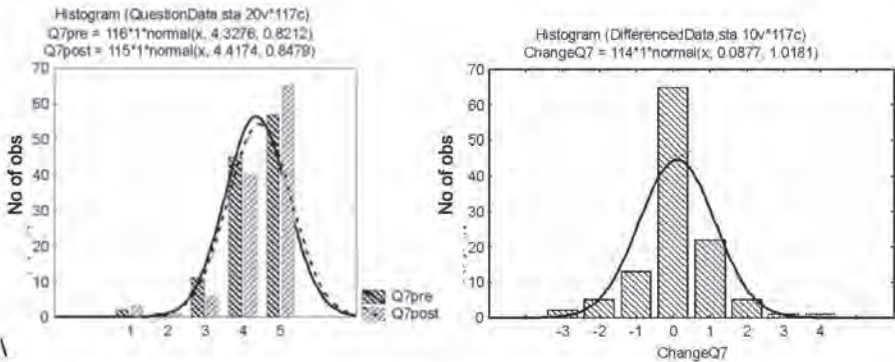 Histogram (QuestionData.sta 20v*117c)
Q7pre = 116*1*normal(x, 4.3276, 0.8212)
Q7post = 115*1*normal(x, 4.4174, 0.8479)
70
60
50
40
30
20
10
0
No of obs
1 2 3 4 5
Q7pre
Q7post
\
Histogram (DifferencedData.sta 10v*117c)
ChangeQ7 = 114*1*normal(x, 0.0877, 1.0181)
70
60
50
40
30
20
10
0
No of obs
-3 -2 -1 0 1 2 3 4
ChangeQ7